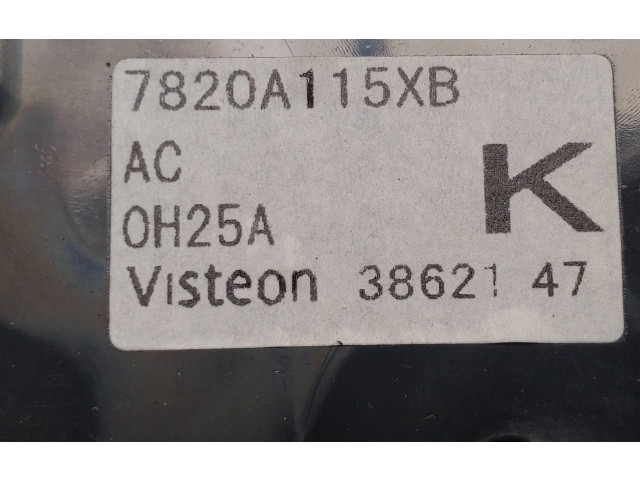 7820A115XB
AC
0H25A
K
Visteon 38621 47